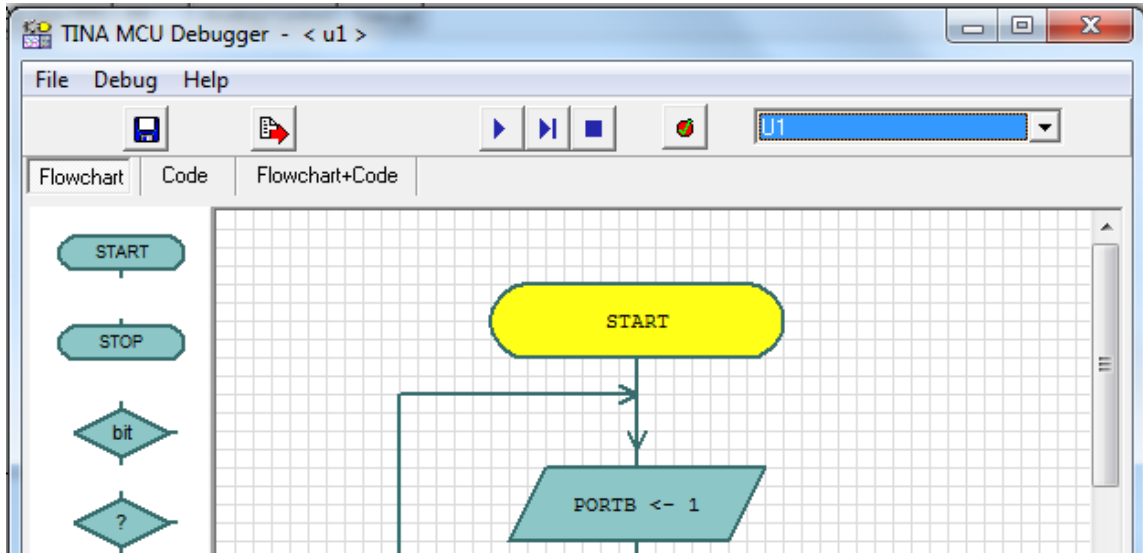 TINA MCU Debugger - < u1 >
File Debug Help
U1
Flowchart Code Flowchart+Code
START
START
STOP
bit
PORTB <- 1
?